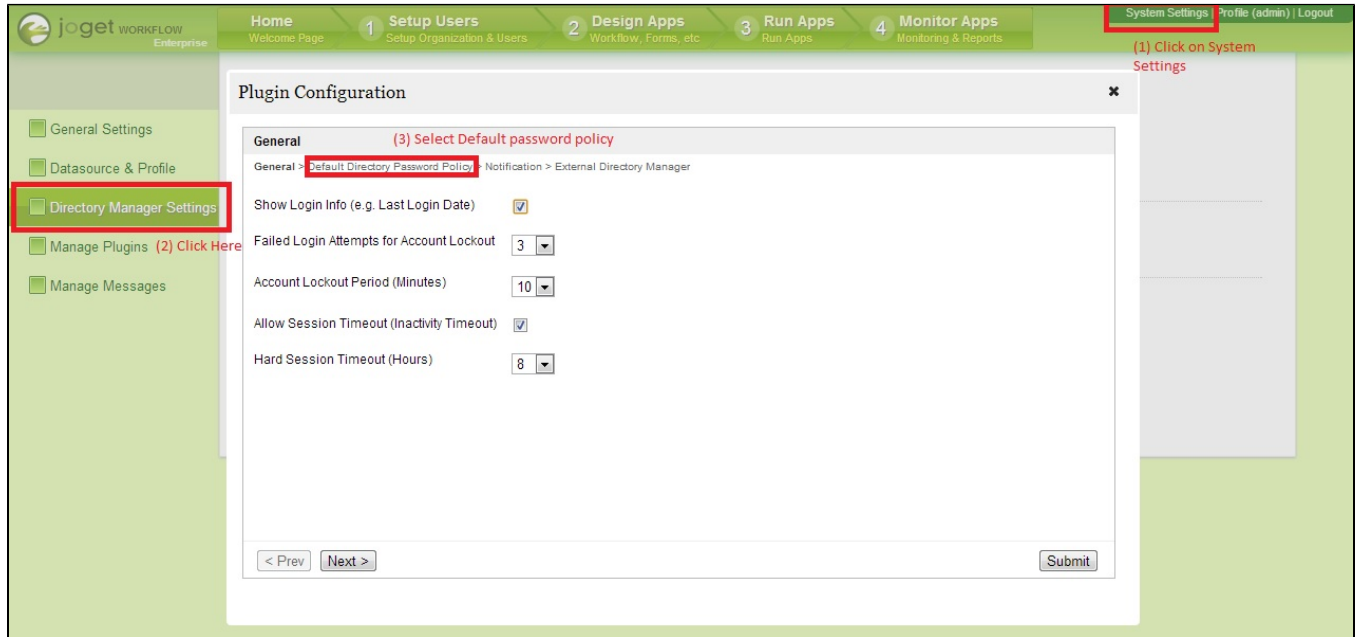 joget WORKFLOW
Enterprise
Home
Welcome Page
1 Setup Users
Setup Organization & Users
2 Design Apps
Workflow, Forms, etc
3 Run Apps
Run Apps
4 Monitor Apps
Monitoring & Reports
System Settings | Profile (admin) | Logout
(1) Click on System
Settings
Plugin Configuration
General Settings
Datasource & Profile
Directory Manager Settings
Manage Plugins (2) Click Here
Manage Messages
General
(3) Select Default password policy
General > Default Directory Password Policy > Notification > External Directory Manager
Show Login Info (e.g. Last Login Date)
Failed Login Attempts for Account Lockout 3
Account Lockout Period (Minutes) 10
Allow Session Timeout (Inactivity Timeout)
Hard Session Timeout (Hours) 8
< Prev Next > Submit